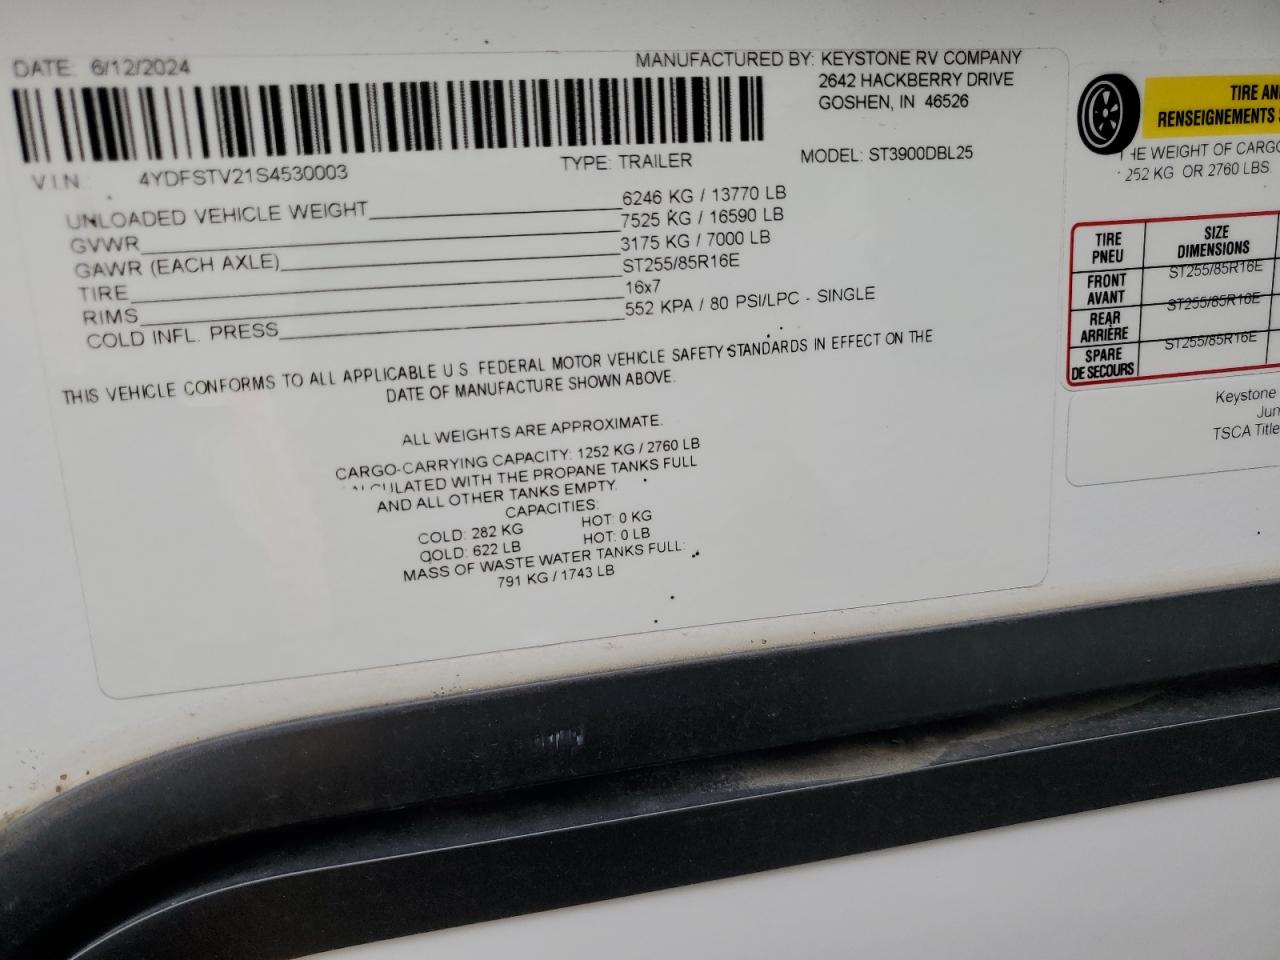 DATE: 6/12/2024
MANUFACTURED BY: KEYSTONE RV COMPANY
2642 HACKBERRY DRIVE
GOSHEN, IN 46526
VIN: 4YDFSTV21S4530003
TYPE: TRAILER
MODEL: ST3900DBL25
UNLOADED VEHICLE WEIGHT 6246 KG / 13770 LB
GVWR 7525 KG / 16590 LB
GAWR (EACH AXLE) 3175 KG / 7000 LB
TIRE ST255/85R16E
RIMS 16x7
COLD INFL. PRESS 552 KPA / 80 PSI/LPC - SINGLE
THIS VEHICLE CONFORMS TO ALL APPLICABLE U.S. FEDERAL MOTOR VEHICLE SAFETY STANDARDS IN EFFECT ON THE
DATE OF MANUFACTURE SHOWN ABOVE.
ALL WEIGHTS ARE APPROXIMATE.
CARGO-CARRYING CAPACITY: 1252 KG / 2760 LB
CALCULATED WITH THE PROPANE TANKS FULL
AND ALL OTHER TANKS EMPTY.
CAPACITIES:
COLD: 282 KG HOT: 0 KG
COLD: 622 LB HOT: 0 LB
MASS OF WASTE WATER TANKS FULL:
791 KG / 1743 LB
TIRE AN
RENSEIGNEMENTS
THE WEIGHT OF CARGO
252 KG OR 2760 LBS.
TIRE PNEU SIZE DIMENSIONS
FRONT AVANT ST255/85R16E
REAR ARRIÈRE ST255/85R16E
SPARE DE SECOURS ST255/85R16E
Keystone
Jun
TSCA Title